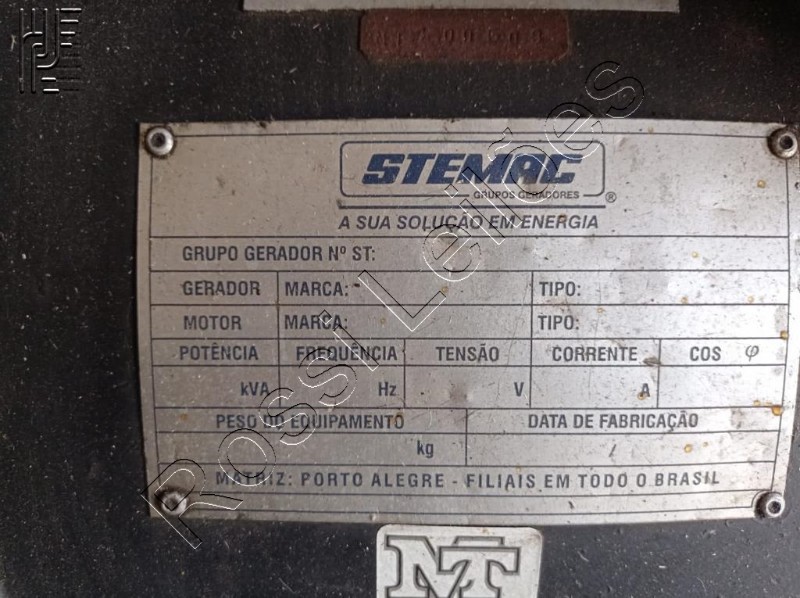 STEMAC
GRUPOS GERADORES
®
A SUA SOLUÇÃO EM ENERGIA
GRUPO GERADOR Nº ST:
GERADOR MARCA: TIPO:
MOTOR MARCA: TIPO:
POTÊNCIA FREQUÊNCIA TENSÃO CORRENTE COS φ
kVA Hz V A
PESO DO EQUIPAMENTO DATA DE FABRICAÇÃO
kg /
MATRIZ: PORTO ALEGRE - FILIAIS EM TODO O BRASIL
MT
Rossi Leilões